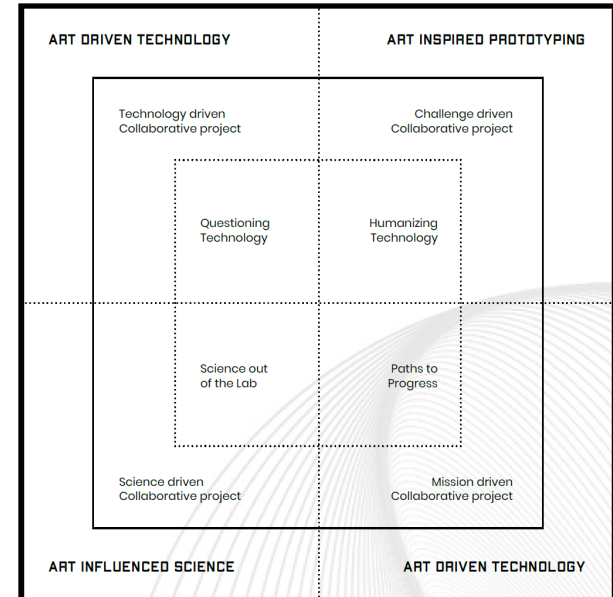 ART DRIVEN TECHNOLOGY
ART INSPIRED PROTOTYPING
Technology driven
Collaborative project
Challenge driven
Collaborative project
Questioning
Technology
Humanizing
Technology
Science out
of the Lab
Paths to
Progress
Science driven
Collaborative project
Mission driven
Collaborative project
ART INFLUENCED SCIENCE
ART DRIVEN TECHNOLOGY